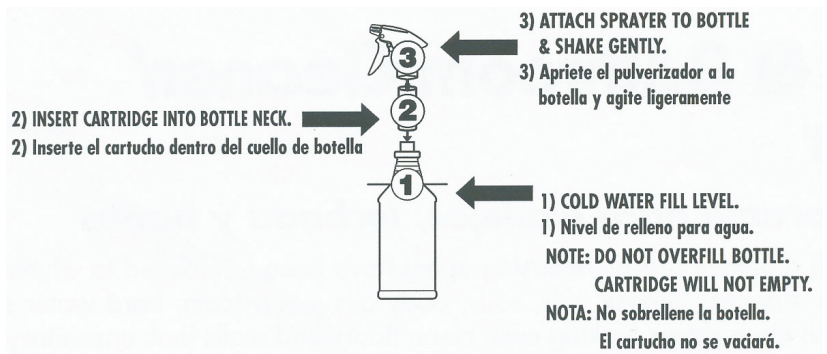 3) ATTACH SPRAYER TO BOTTLE
& SHAKE GENTLY.
3) Apriete el pulverizador a la
botella y agite ligeramente
3
2) INSERT CARTRIDGE INTO BOTTLE NECK.
2) Inserte el cartucho dentro del cuello de botella
2
1
1) COLD WATER FILL LEVEL.
1) Nivel de relleno para agua.
NOTE: DO NOT OVERFILL BOTTLE.
CARTRIDGE WILL NOT EMPTY.
NOTA: No sobrellene la botella.
El cartucho no se vaciará.